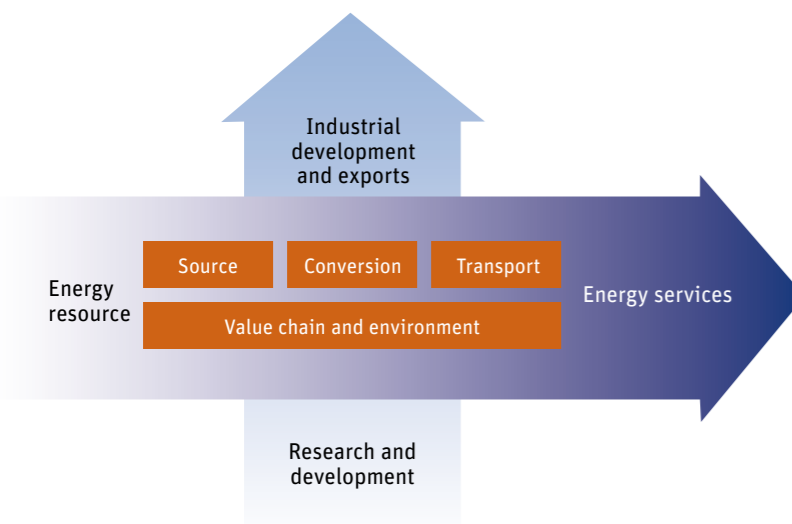 Industrial
development
and exports
Source
Conversion
Transport
Energy
resource
Energy services
Value chain and environment
Research and
development